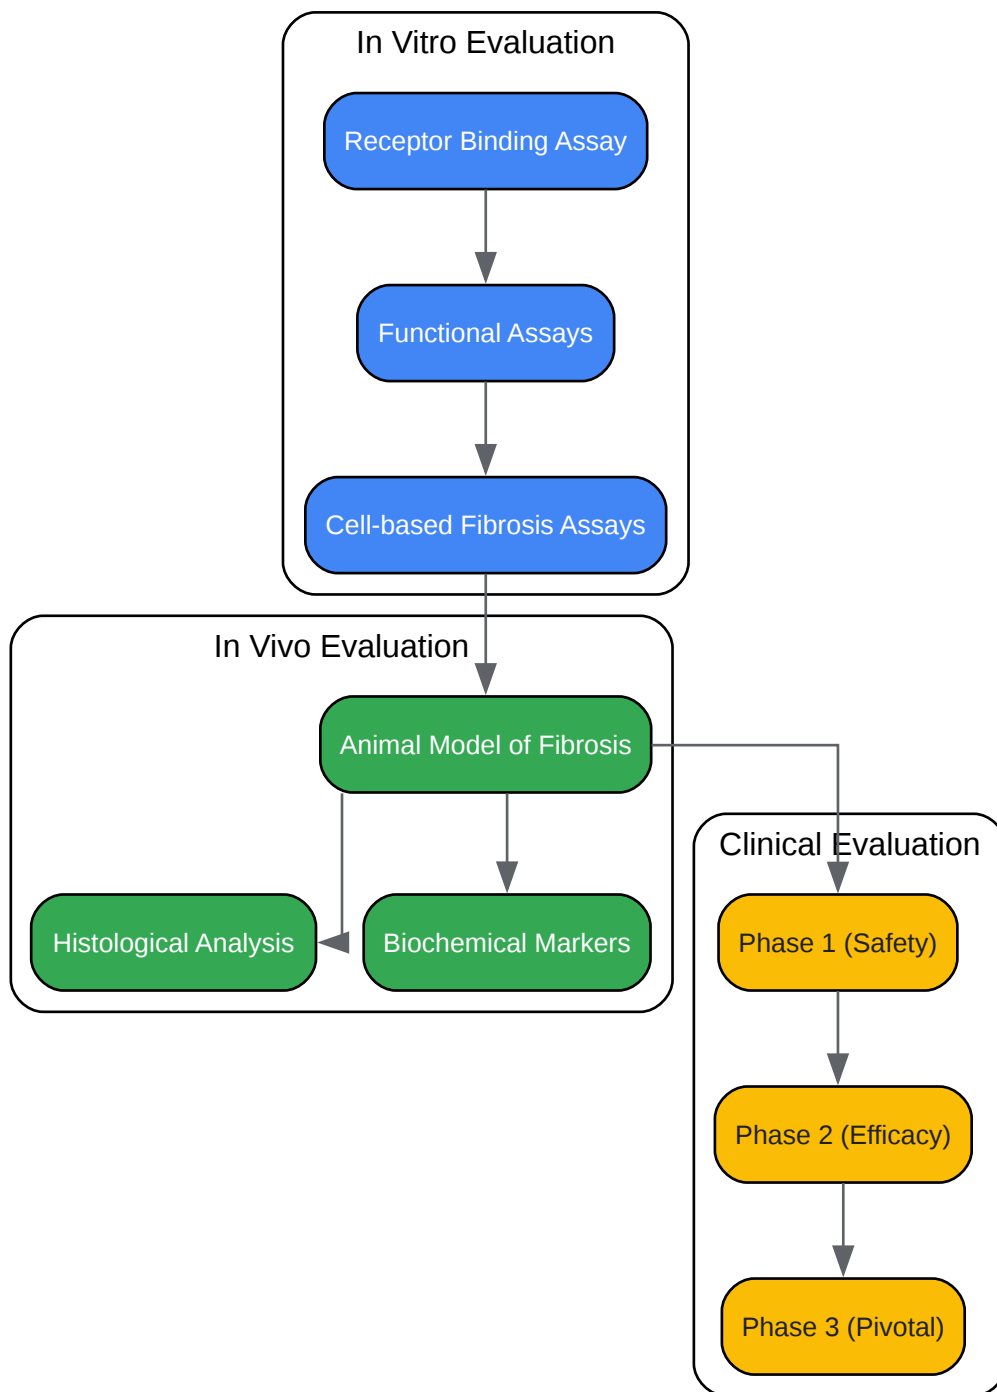 In Vitro Evaluation
Receptor Binding Assay
Functional Assays
Cell-based Fibrosis Assays
In Vivo Evaluation
Animal Model of Fibrosis
Histological Analysis
Biochemical Markers
Clinical Evaluation
Phase 1 (Safety)
Phase 2 (Efficacy)
Phase 3 (Pivotal)